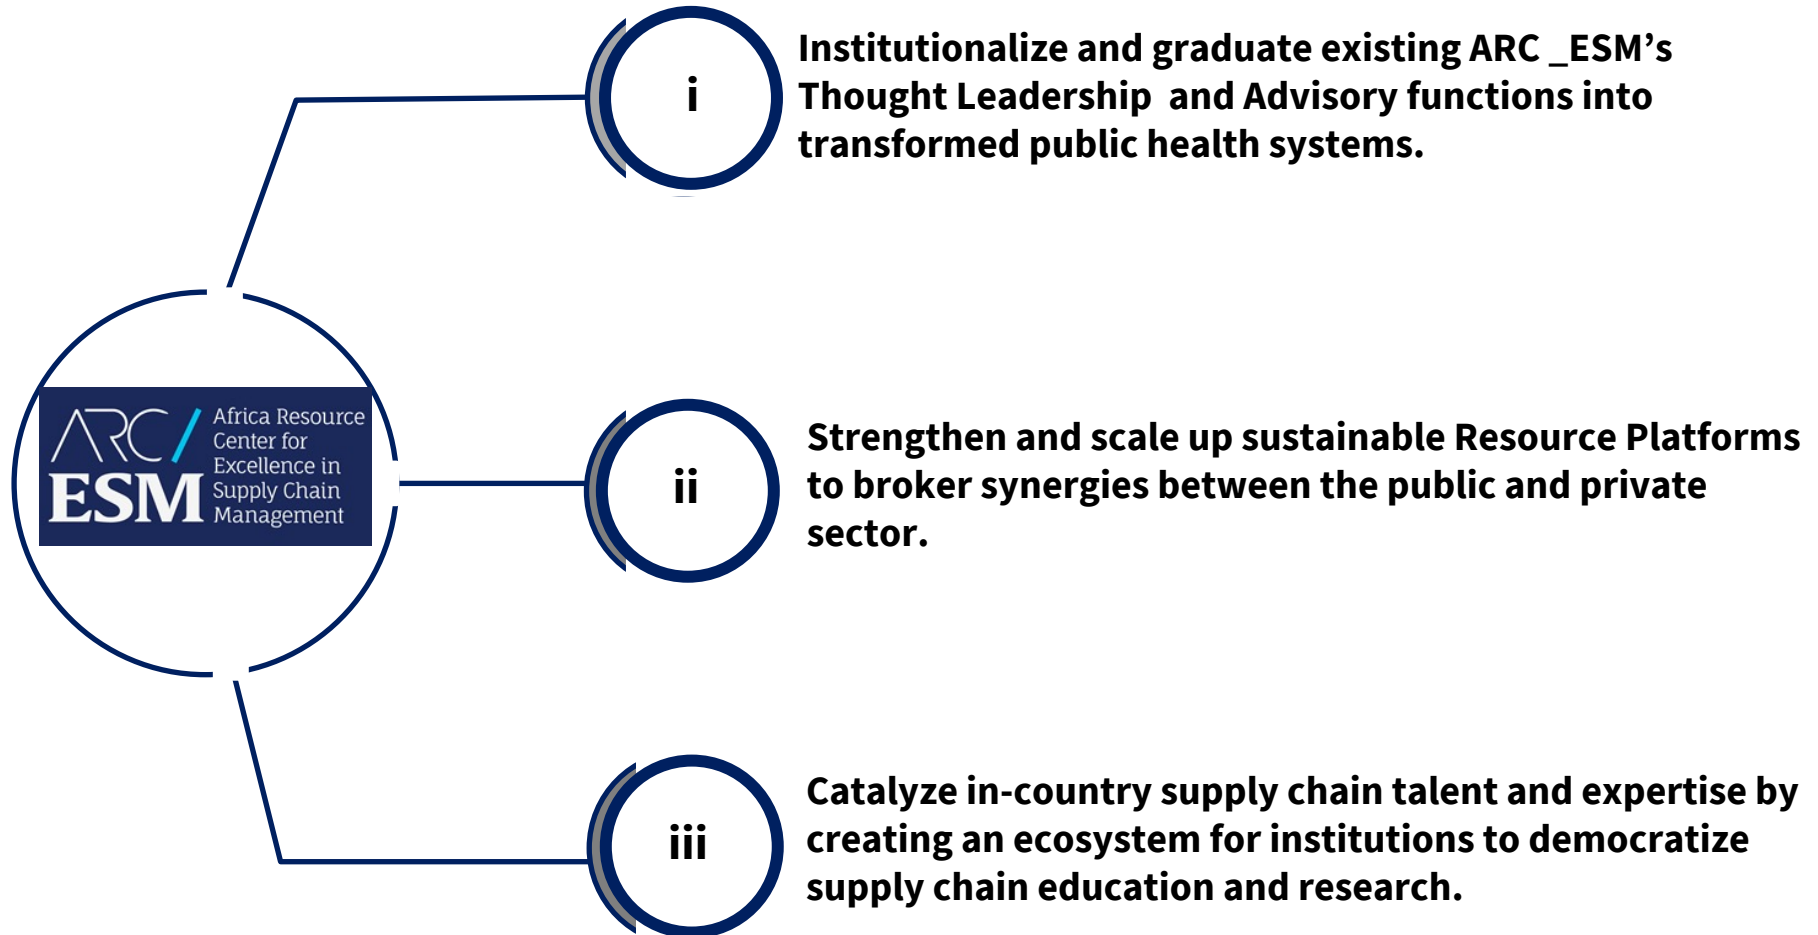 i
Institutionalize and graduate existing ARC _ESM’s
Thought Leadership  and Advisory functions into
transformed public health systems.
ARC/
ESM
Africa Resource
Center for
Excellence in
Supply Chain
Management
ii
Strengthen and scale up sustainable Resource Platforms
to broker synergies between the public and private
sector.
iii
Catalyze in-country supply chain talent and expertise by
creating an ecosystem for institutions to democratize
supply chain education and research.